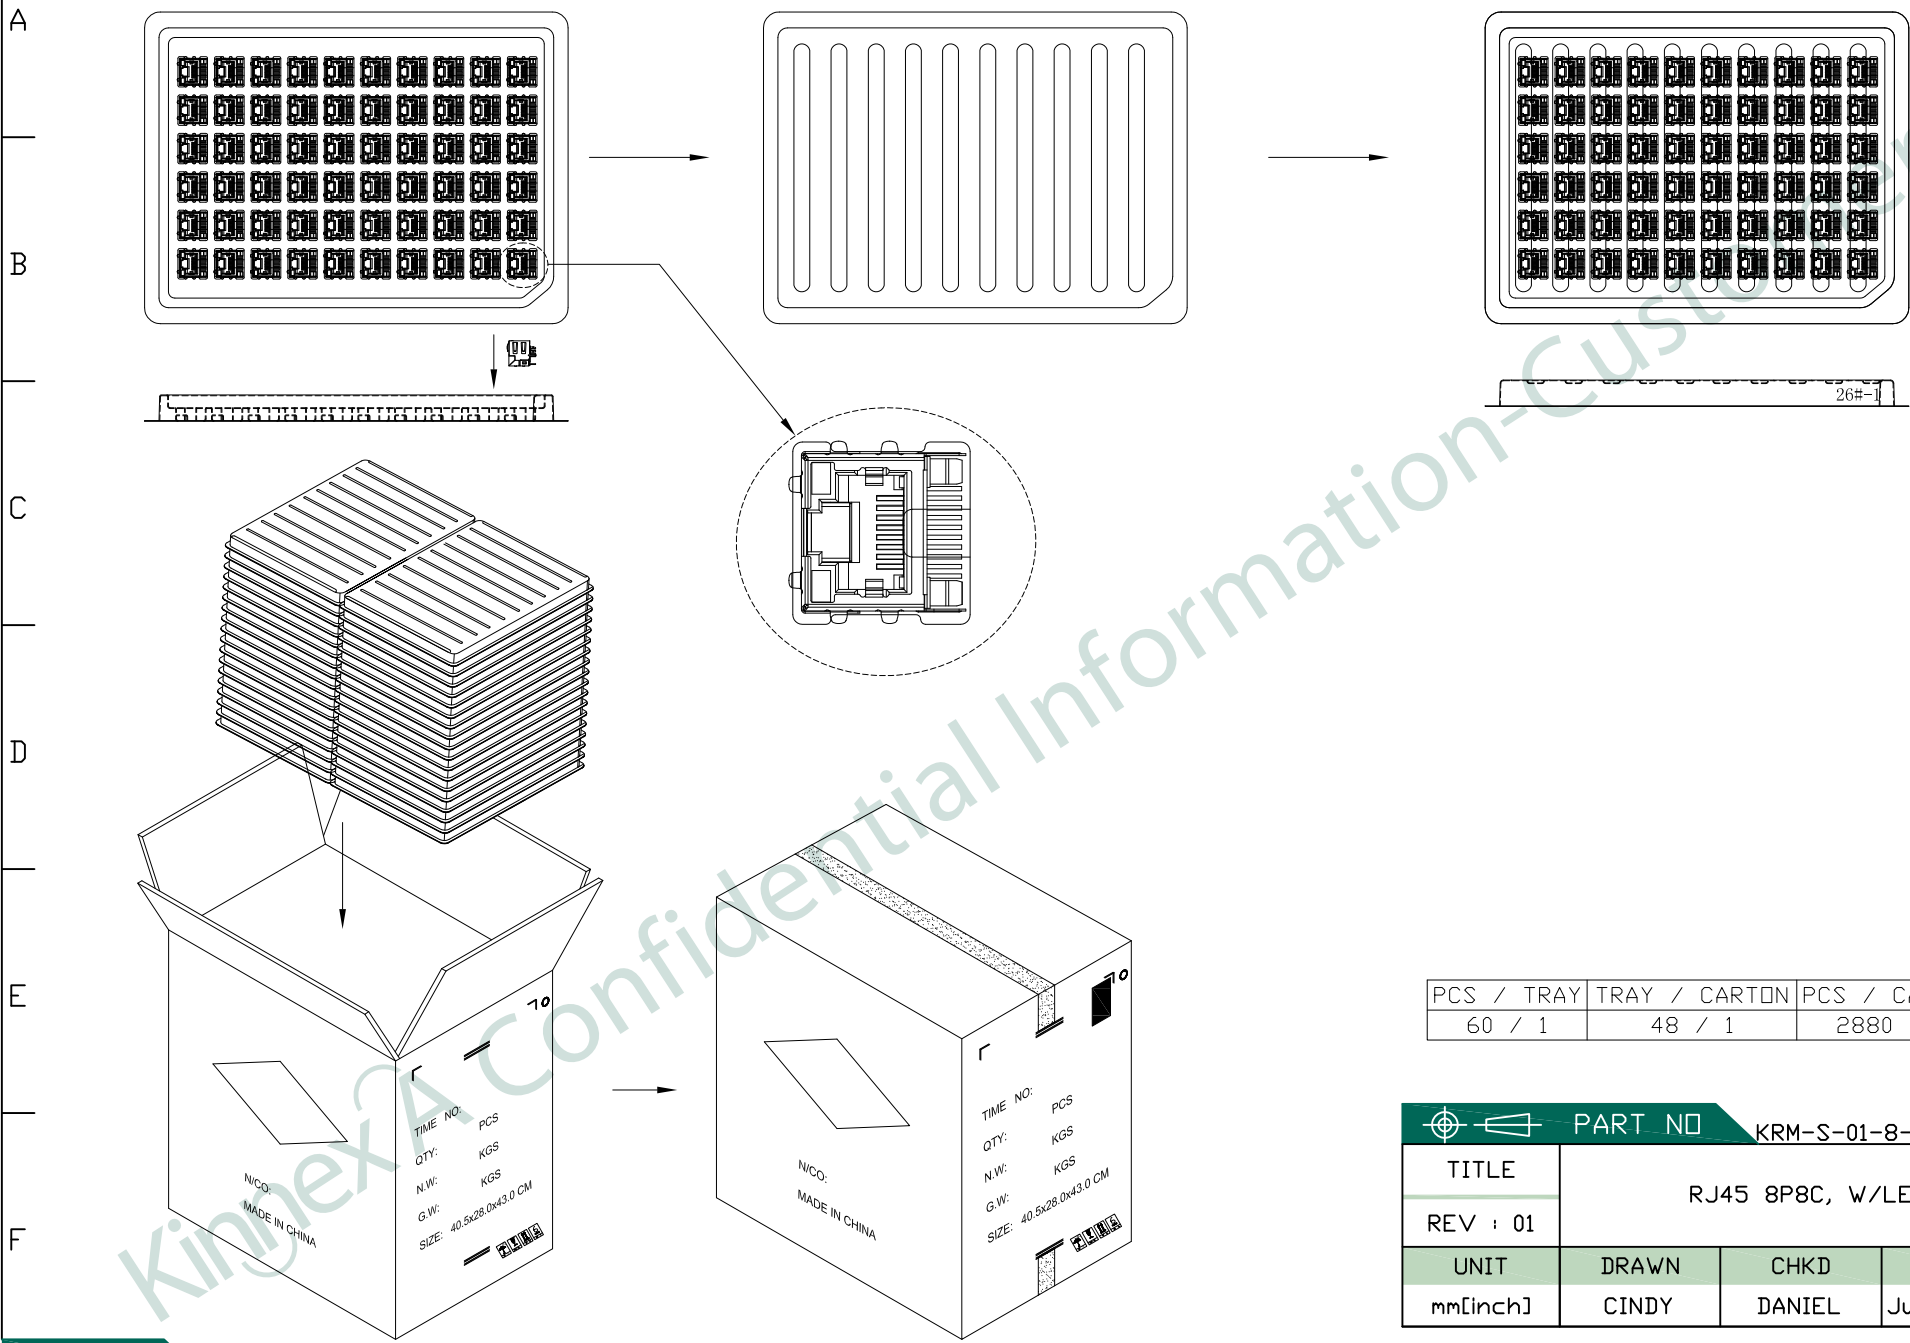 A
B
C
D
E
F
26#-1
Kinnex A Confidential Information-Customer
TIME NO:
PCS
QTY:
KGS
N.W:
KGS
G.W:
SIZE: 40.5x28.0x43.0 CM
N/CO:
MADE IN CHINA
TIME NO:
PCS
QTY:
KGS
N.W:
KGS
G.W:
SIZE: 40.5x28.0x43.0 CM
N/CO:
MADE IN CHINA
PCS / TRAY TRAY / CARTON PCS /
60 / 1 48 / 1 2880
PART NO KRM-S-01-8-
TITLE
RJ45 8P8C, W/LE
REV : 01
UNIT DRAWN CHKD
mm[inch] CINDY DANIEL